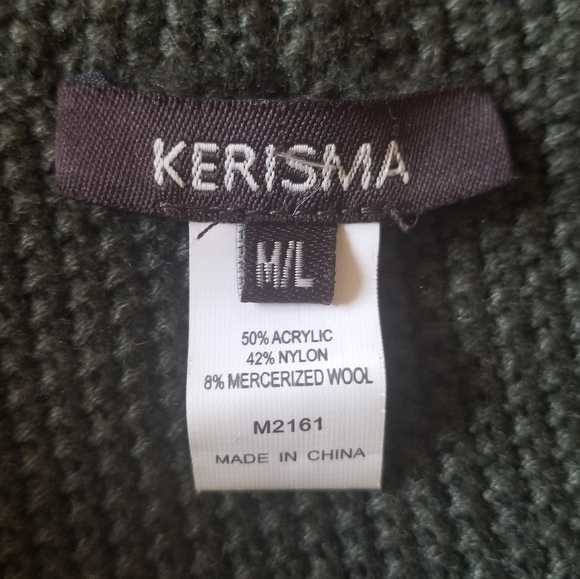 KERISMA
M/L
50% ACRYLIC
42% NYLON
8% MERCERIZED WOOL
M2161
MADE IN CHINA